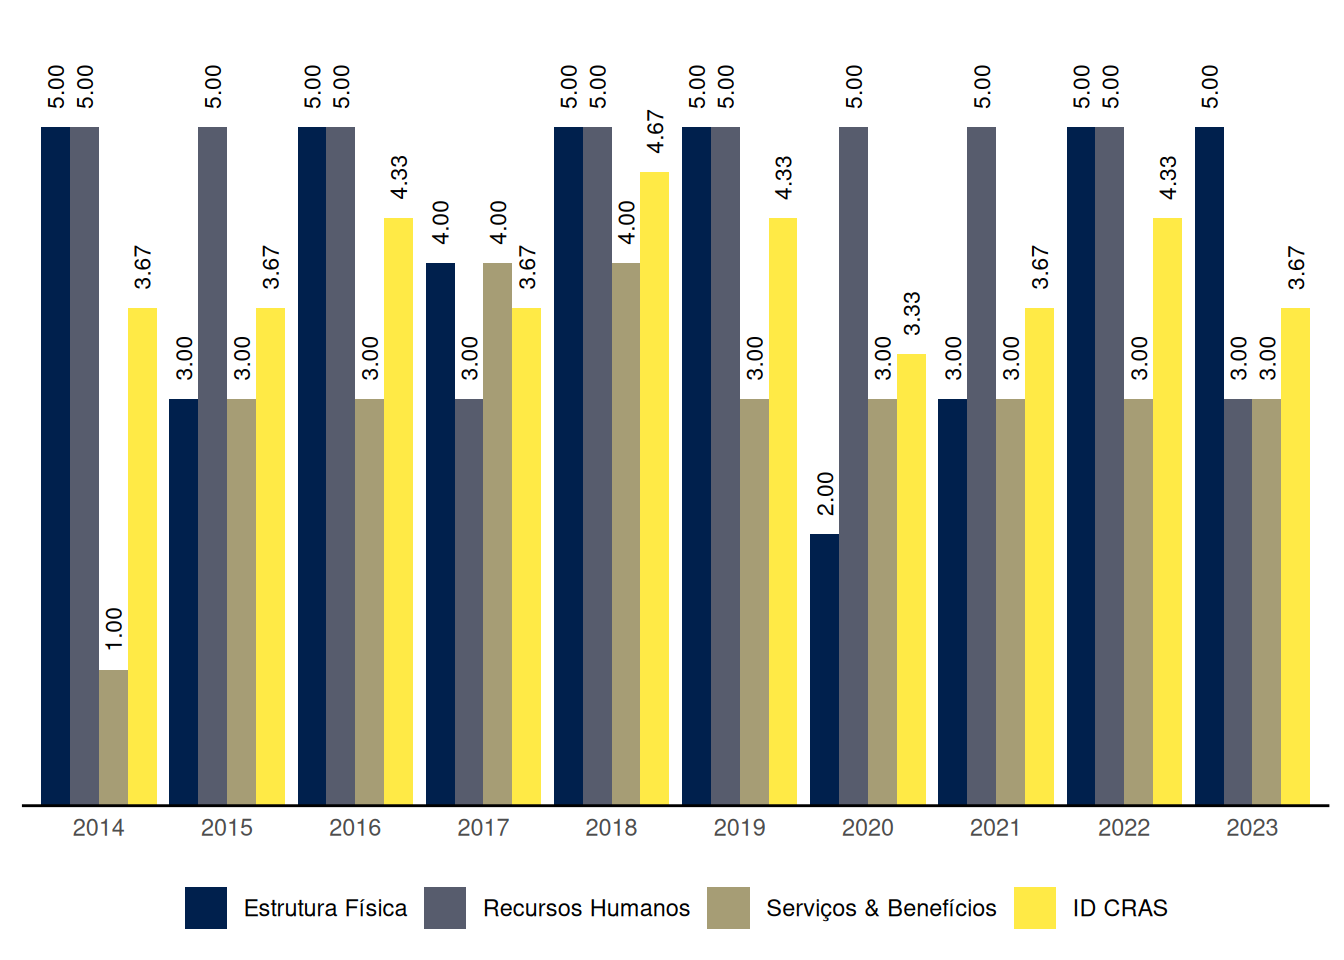 5.00 5.00 1.00 3.67
3.00 5.00 3.00 3.67
5.00 5.00 3.00 4.33
4.00 3.00 4.00 3.67
5.00 5.00 4.00 4.67
5.00 5.00 3.00 4.33
2.00 5.00 3.00 3.33
3.00 5.00 3.00 3.67
5.00 5.00 3.00 4.33
5.00 3.00 3.00 3.67
2014 2015 2016 2017 2018 2019 2020 2021 2022 2023
Estrutura Física Recursos Humanos Serviços & Benefícios ID CRAS